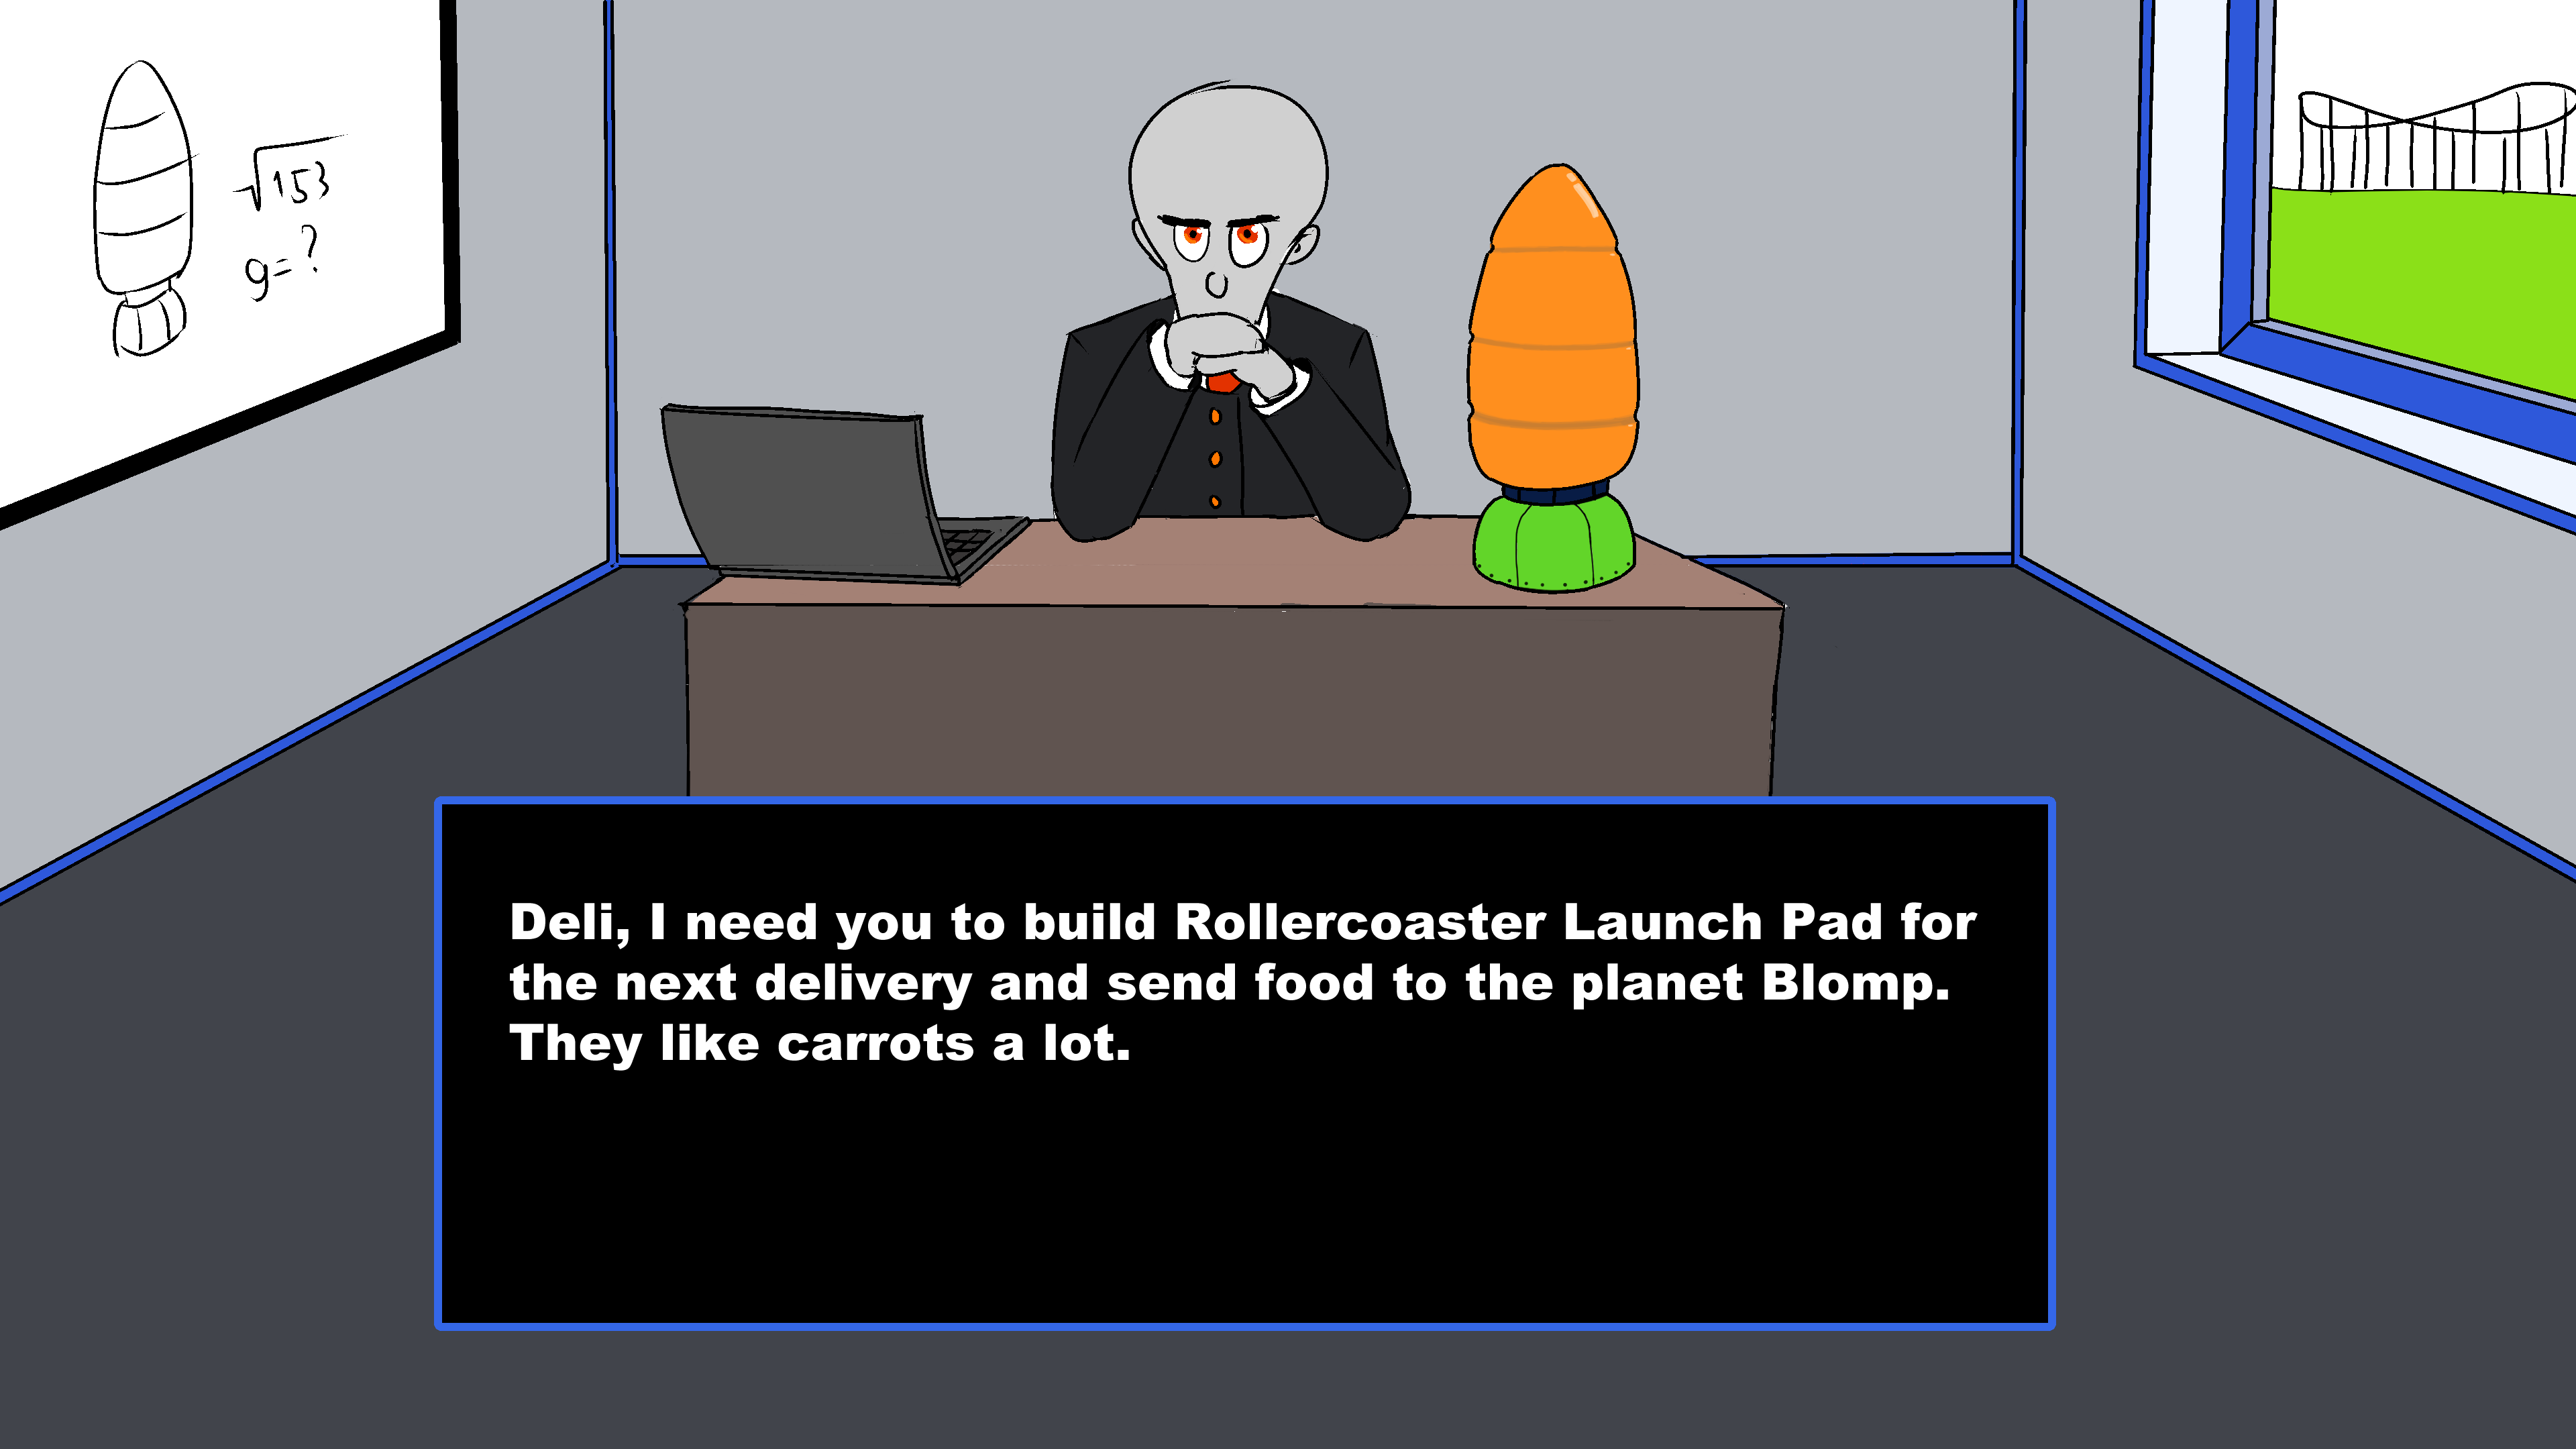 √153
g=?
Deli, I need you to build Rollercoaster Launch Pad for
the next delivery and send food to the planet Blomp.
They like carrots a lot.